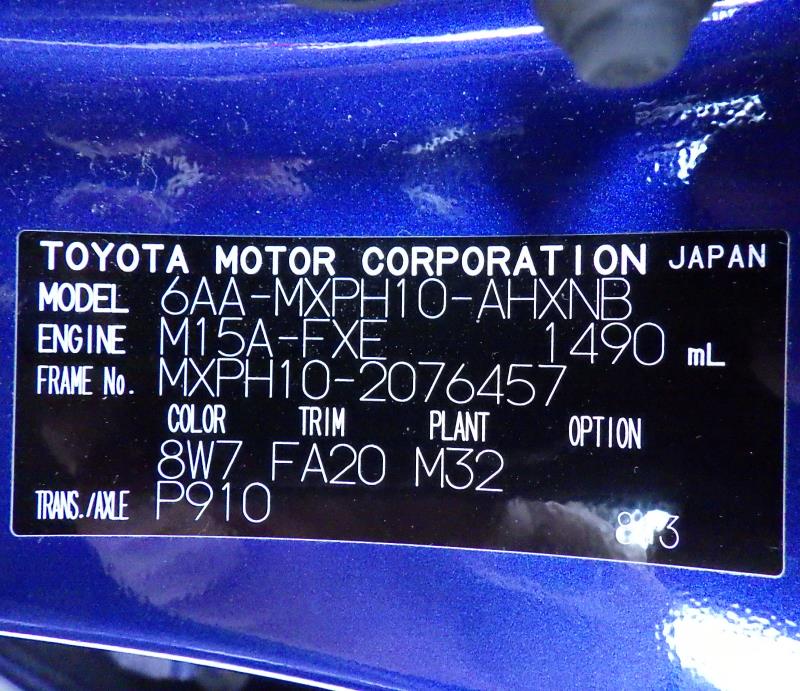 TOYOTA MOTOR CORPORATION JAPAN
MODEL 6AA-MXPH10-AHXNB
ENGINE M15A-FXE 1490 mL
FRAME No. MXPH10-2076457
COLOR TRIM PLANT OPTION
8W7 FA20 M32
TRANS./AXLE P910